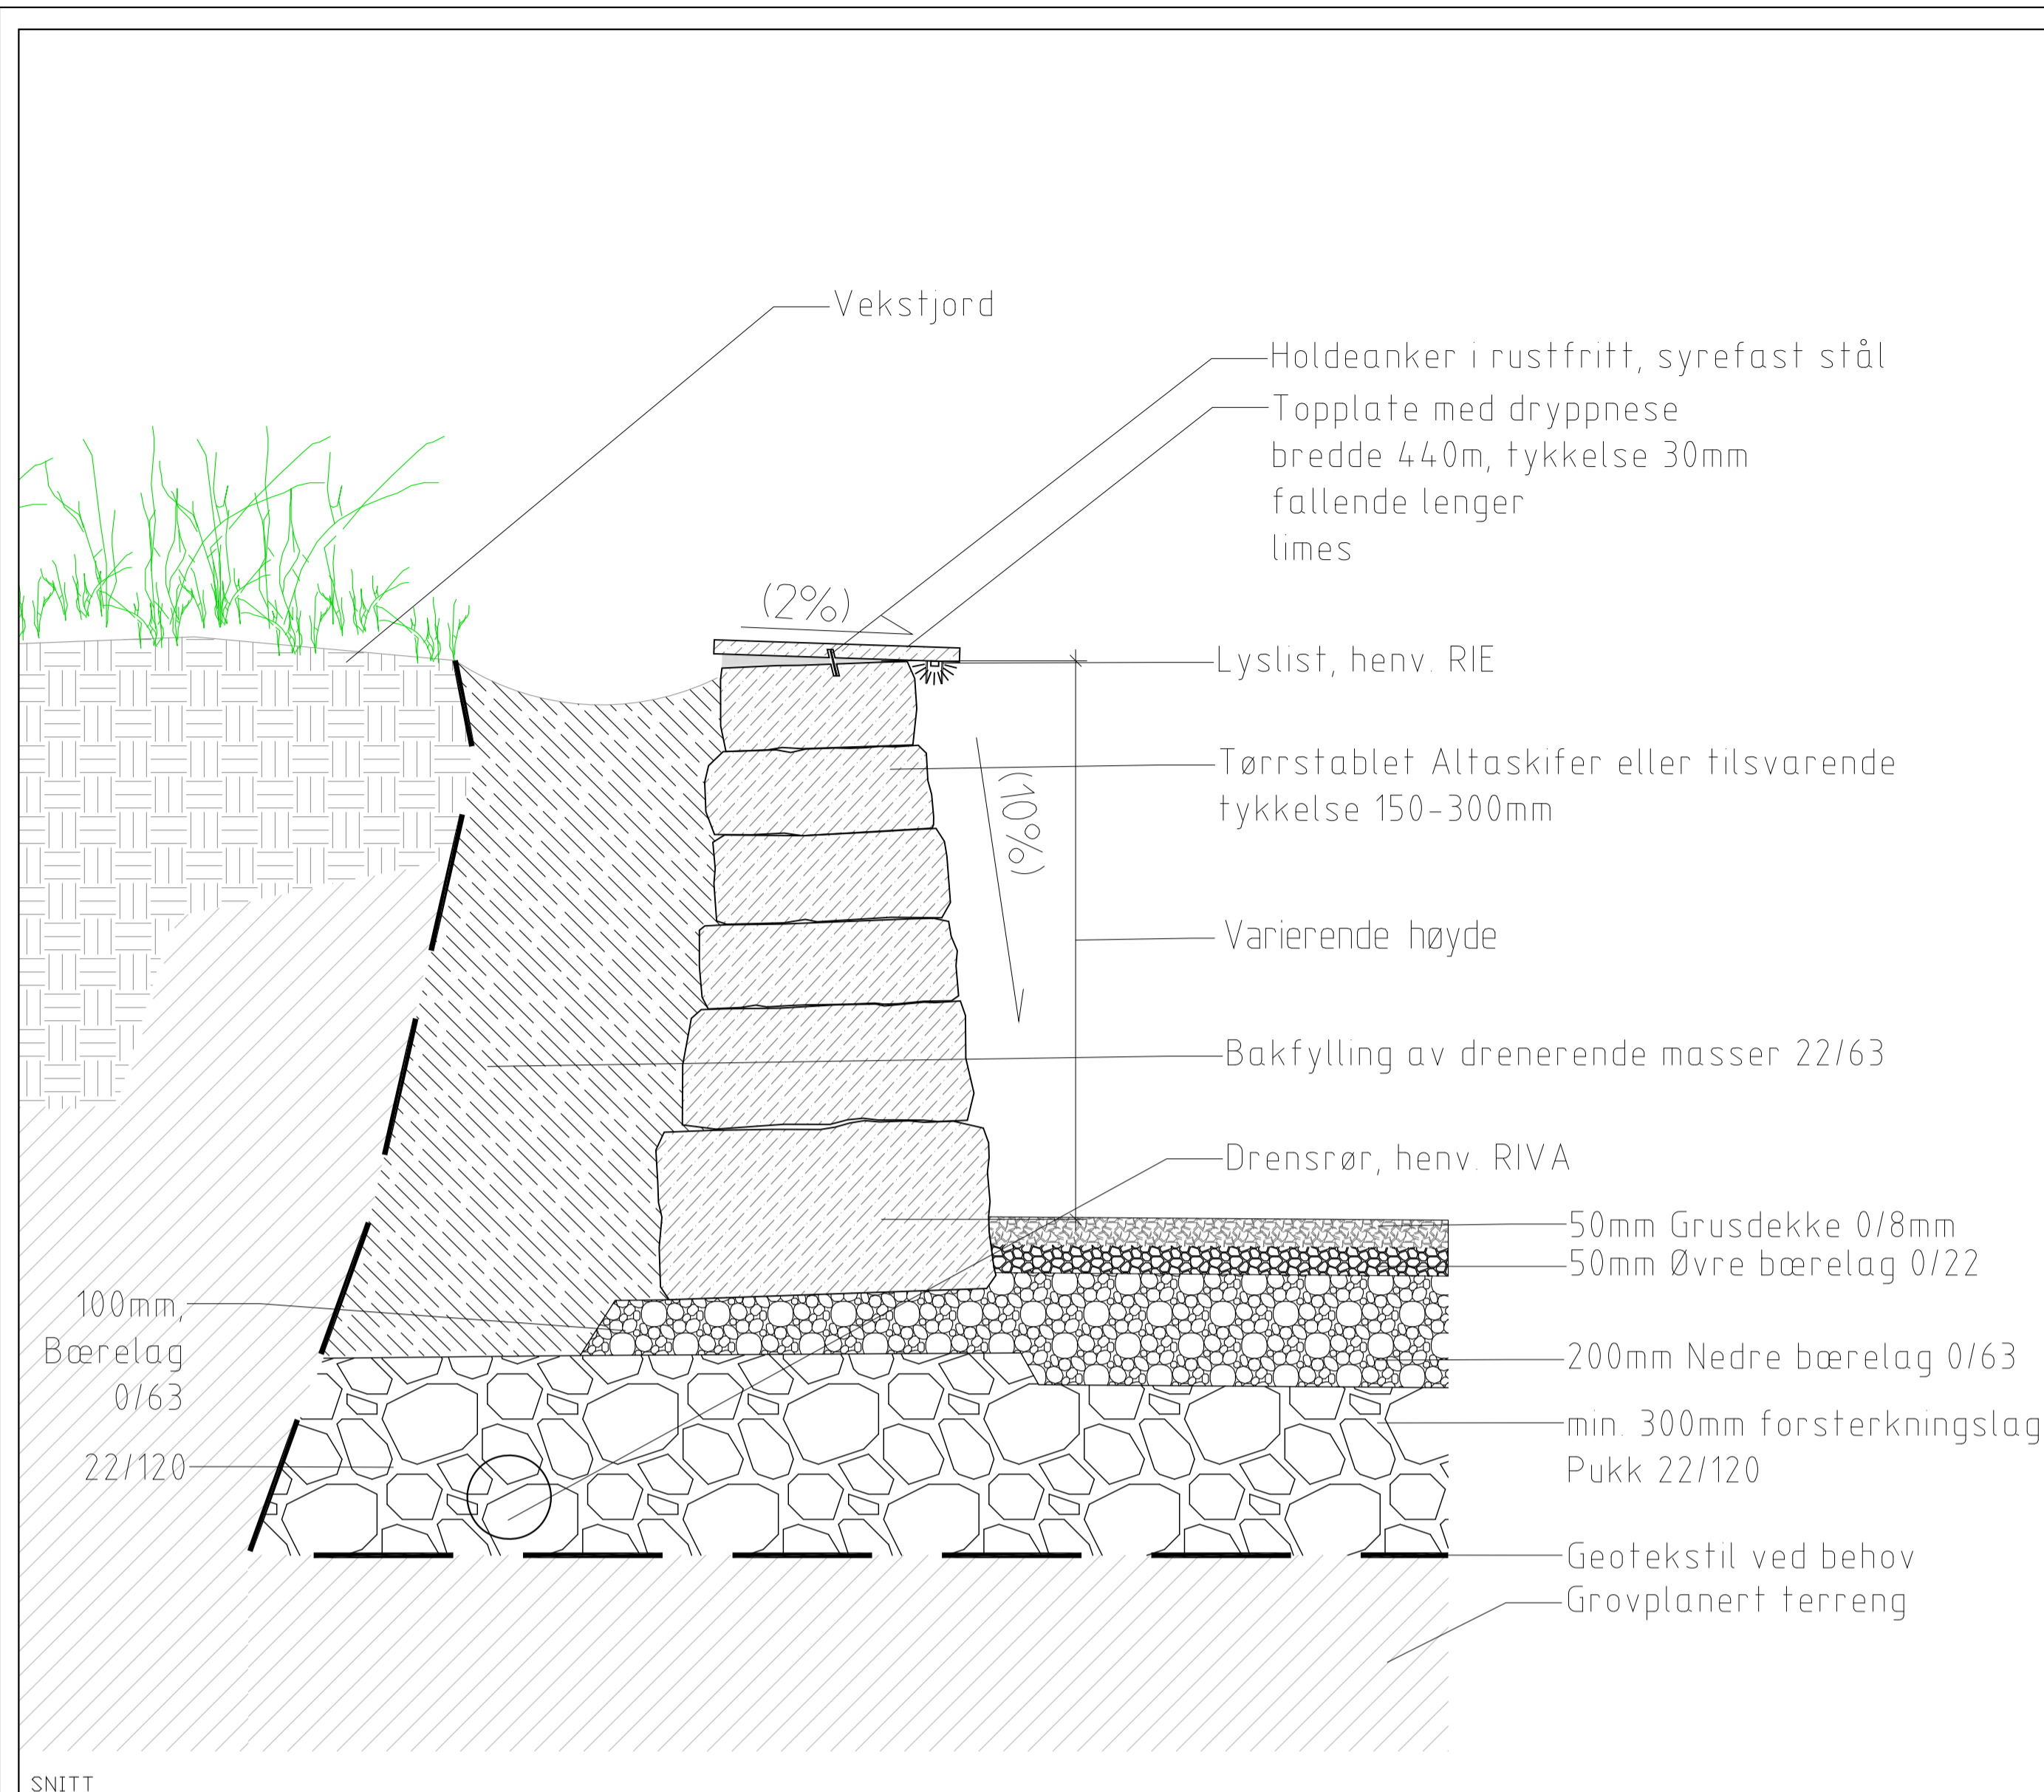 Vekstjord
Holdeanker i rustfritt, syrefast stål
Topplate med dryppnese
bredde 440m, tykkelse 30mm
fallende lenger
limes
(2%)
Lyslist, henv. RIE
Tørrstablet Altaskifer eller tilsvarende
tykkelse 150-300mm
(10%)
Varierende høyde
Bakfylling av drenerende masser 22/63
Drensrør, henv. RIVA
50mm Grusdekke 0/8mm
50mm Øvre bærelag 0/22
100mm,
Bærelag
0/63
200mm Nedre bærelag 0/63
min. 300mm forsterkningslag
Pukk 22/120
22/120
Geotekstil ved behov
Grovplanert terreng
SNITT